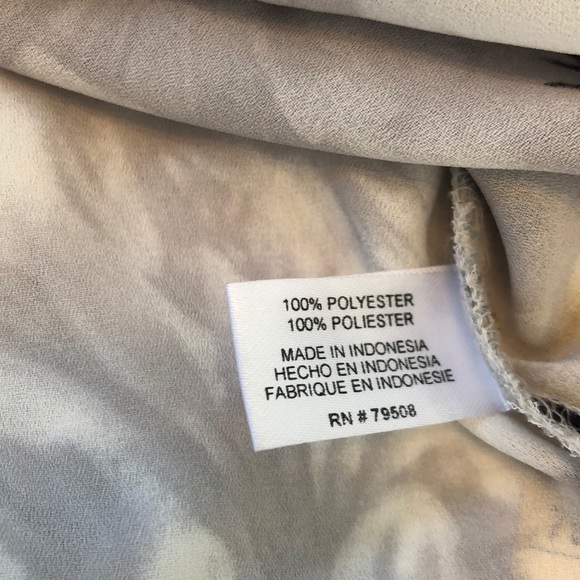 100% POLYESTER
100% POLIESTER
MADE IN INDONESIA
HECHO EN INDONESIA
FABRIQUE EN INDONESIE
RN # 79508